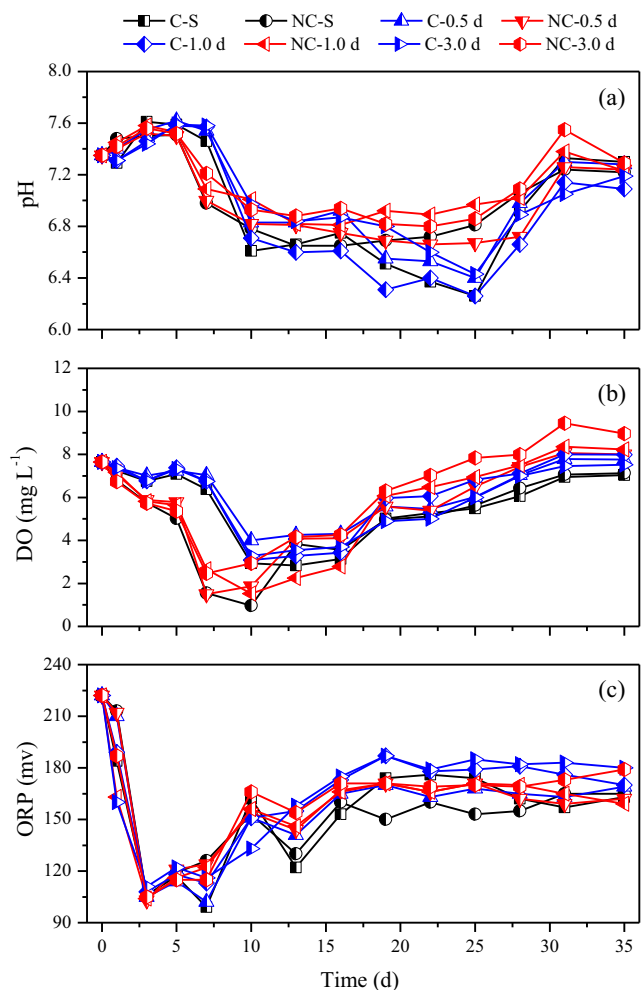 C-S NC-S C-0.5 d NC-0.5 d
C-1.0 d NC-1.0 d C-3.0 d NC-3.0 d
8.0
(a)
7.6
7.2
pH
6.8
6.4
6.0
12
(b)
10
8
DO (mg L⁻¹)
6
4
2
0
240
(c)
210
180
ORP (mv)
150
120
90
0 5 10 15 20 25 30 35
Time (d)